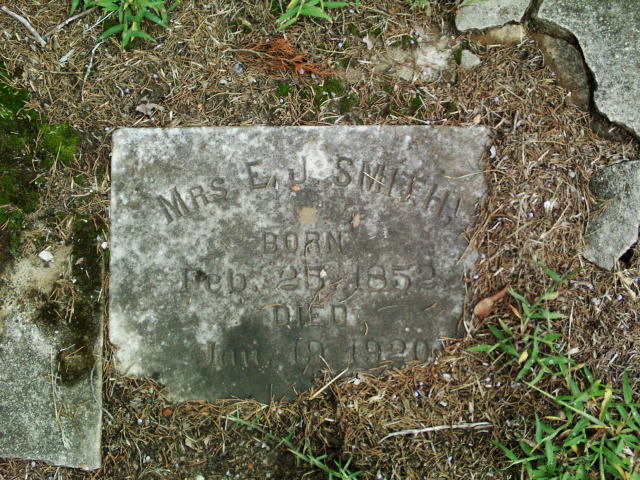 MRS. E. J. SMITH.
BORN
Feb. 25, 1852
DIED
Jan. 19, 1920